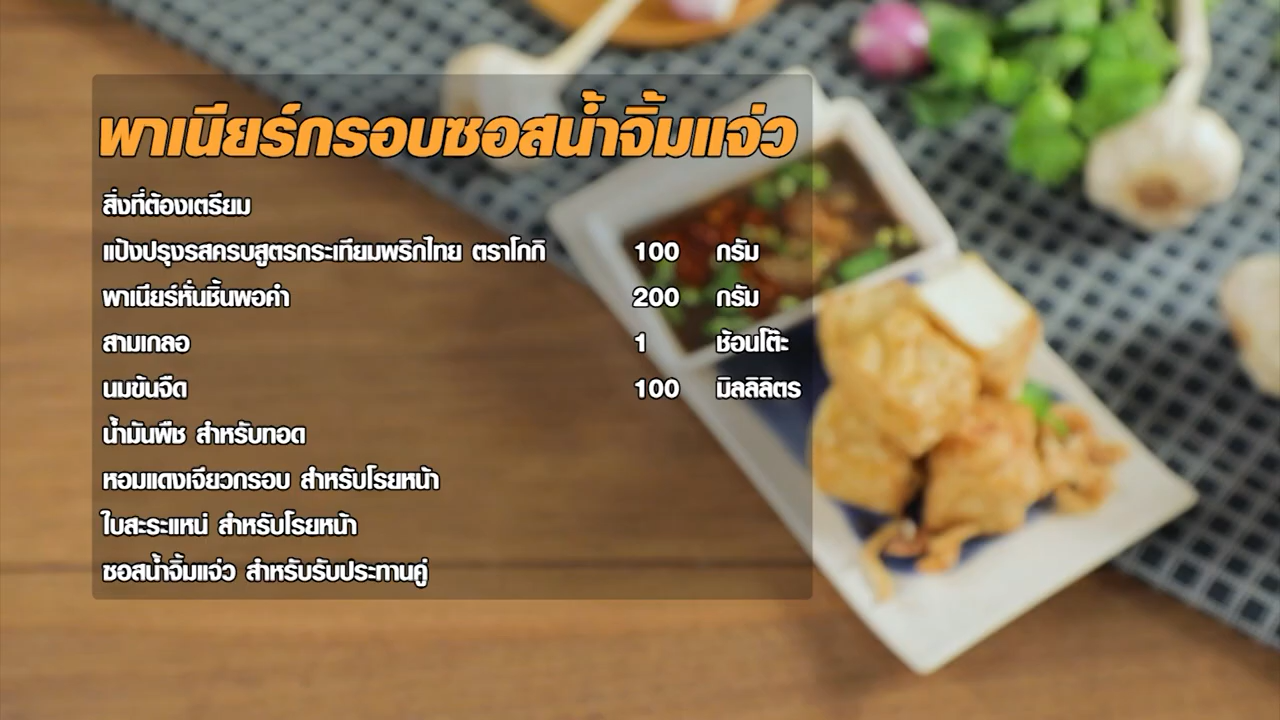 พาเนียร์กรอบซอสน้ำจิ้มแจ่ว
สิ่งที่ต้องเตรียม
แป้งปรุงรสครบสูตรกระเทียมพริกไทย ตราโกกิ 100 กรัม
พาเนียร์หั่นชิ้นพอคำ 200 กรัม
สามเกลอ 1 ช้อนโต๊ะ
นมข้นจืด 100 มิลลิลิตร
น้ำมันพืช สำหรับทอด
หอมแดงเจียวกรอบ สำหรับโรยหน้า
ใบสะระแหน่ สำหรับโรยหน้า
ซอสน้ำจิ้มแจ่ว สำหรับรับประทานคู่